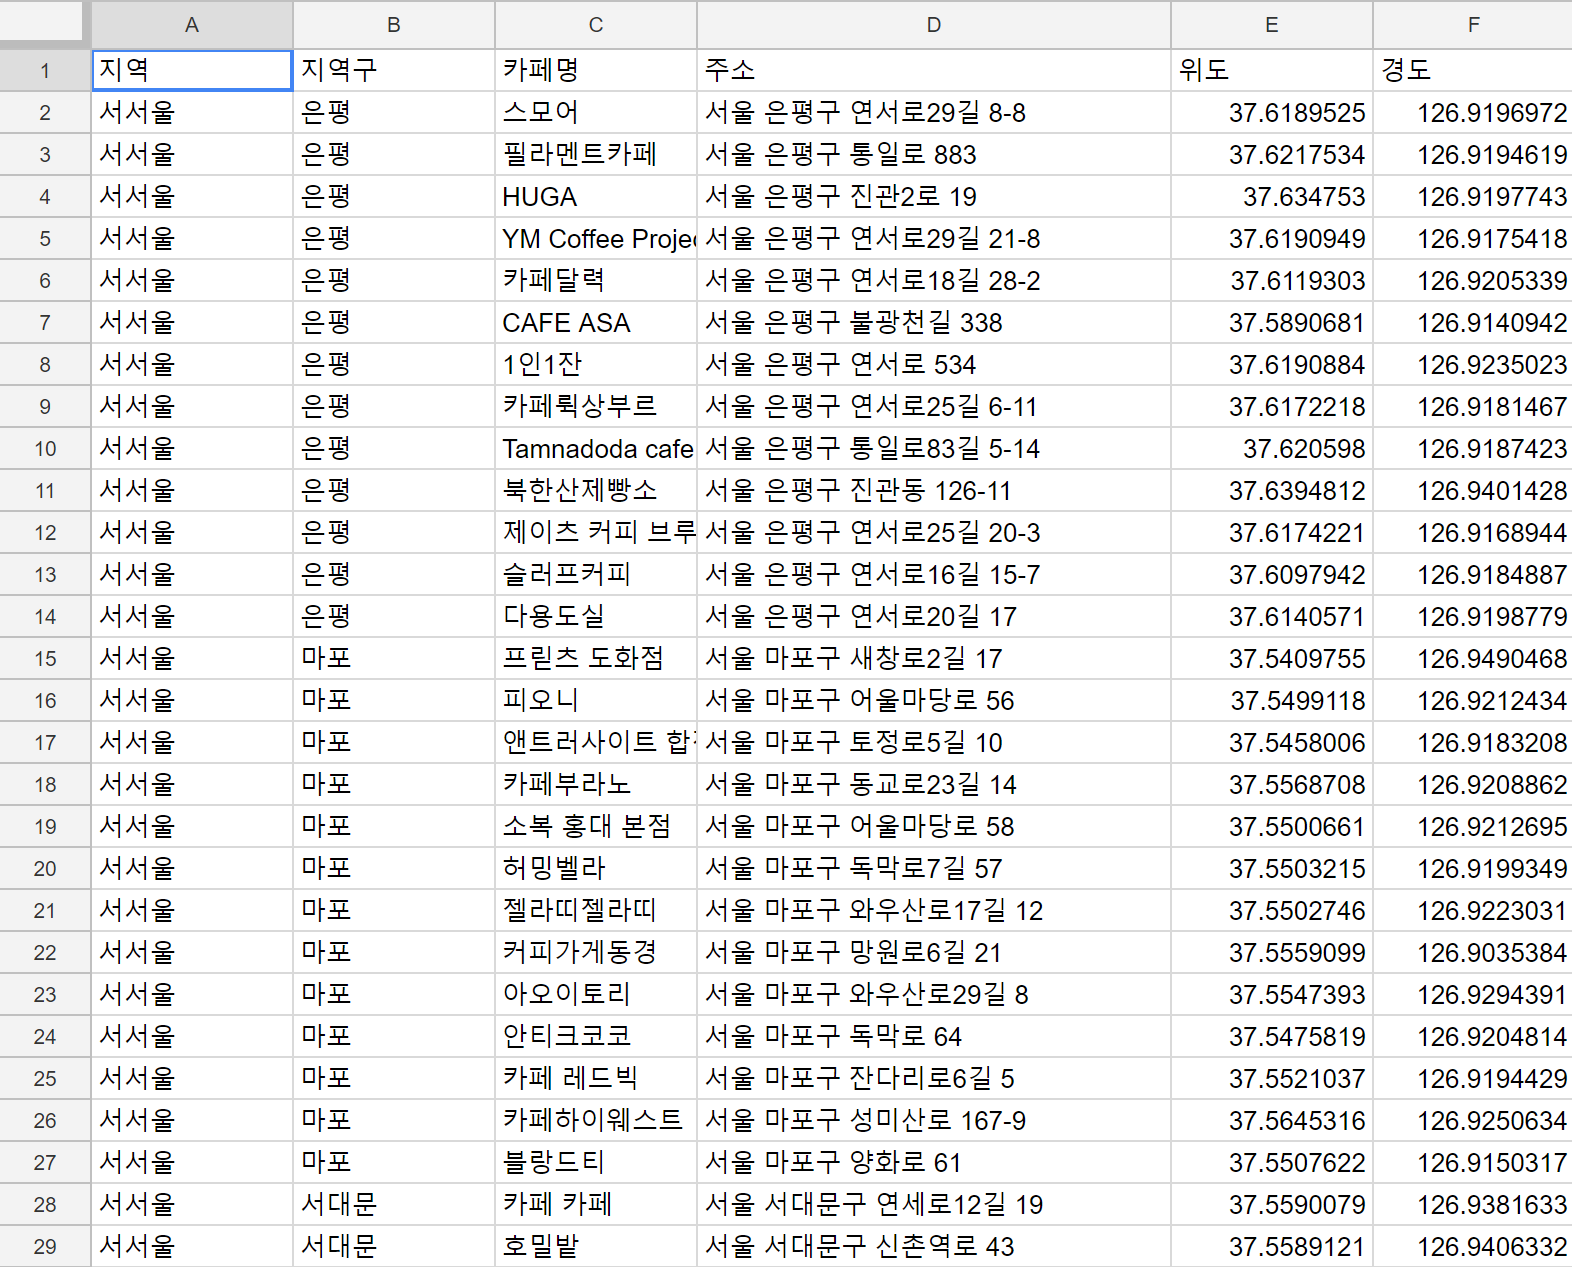 A B C D E F
1 지역 지역구 카페명 주소 위도 경도
2 서서울 은평 스모어 서울 은평구 연서로29길 8-8 37.6189525 126.9196972
3 서서울 은평 필라멘트카페 서울 은평구 통일로 883 37.6217534 126.9194619
4 서서울 은평 HUGA 서울 은평구 진관2로 19 37.634753 126.9197743
5 서서울 은평 YM Coffee Projec 서울 은평구 연서로29길 21-8 37.6190949 126.9175418
6 서서울 은평 카페달력 서울 은평구 연서로18길 28-2 37.6119303 126.9205339
7 서서울 은평 CAFE ASA 서울 은평구 불광천길 338 37.5890681 126.9140942
8 서서울 은평 1인1잔 서울 은평구 연서로 534 37.6190884 126.9235023
9 서서울 은평 카페뤽상부르 서울 은평구 연서로25길 6-11 37.6172218 126.9181467
10 서서울 은평 Tamnadoda cafe 서울 은평구 통일로83길 5-14 37.620598 126.9187423
11 서서울 은평 북한산제빵소 서울 은평구 진관동 126-11 37.6394812 126.9401428
12 서서울 은평 제이츠 커피 브루 서울 은평구 연서로25길 20-3 37.6174221 126.9168944
13 서서울 은평 슬러프커피 서울 은평구 연서로16길 15-7 37.6097942 126.9184887
14 서서울 은평 다용도실 서울 은평구 연서로20길 17 37.6140571 126.9198779
15 서서울 마포 프릳츠 도화점 서울 마포구 새창로2길 17 37.5409755 126.9490468
16 서서울 마포 피오니 서울 마포구 어울마당로 56 37.5499118 126.9212434
17 서서울 마포 앤트러사이트 서울 마포구 토정로5길 10 37.5458006 126.9183208
18 서서울 마포 카페부라노 서울 마포구 동교로23길 14 37.5568708 126.9208862
19 서서울 마포 소복 홍대 본점 서울 마포구 어울마당로 58 37.5500661 126.9212695
20 서서울 마포 허밍벨라 서울 마포구 독막로7길 57 37.5503215 126.9199349
21 서서울 마포 젤라띠젤라띠 서울 마포구 와우산로17길 12 37.5502746 126.9223031
22 서서울 마포 커피가게동경 서울 마포구 망원로6길 21 37.5559099 126.9035384
23 서서울 마포 아오이토리 서울 마포구 와우산로29길 8 37.5547393 126.9294391
24 서서울 마포 안티크코코 서울 마포구 독막로 64 37.5475819 126.9204814
25 서서울 마포 카페 레드빅 서울 마포구 잔다리로6길 5 37.5521037 126.9194429
26 서서울 마포 카페하이웨스트 서울 마포구 성미산로 167-9 37.5645316 126.9250634
27 서서울 마포 블랑드티 서울 마포구 양화로 61 37.5507622 126.9150317
28 서서울 서대문 카페 카페 서울 서대문구 연세로12길 19 37.5590079 126.9381633
29 서서울 서대문 호밀밭 서울 서대문구 신촌역로 43 37.5589121 126.9406332